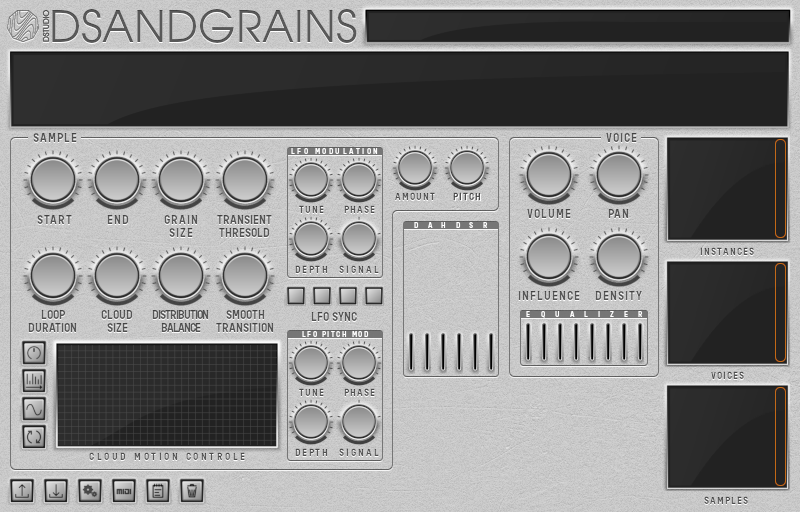 DSTUDIO
DSANDGRAINS
SAMPLE
START
END
GRAIN
SIZE
TRANSIENT
THRESOLD
LOOP
DURATION
CLOUD
SIZE
DISTRIBUTION
BALANCE
SMOOTH
TRANSITION
CLOUD MOTION CONTROLE
LFO MODULATION
TUNE
PHASE
DEPTH
SIGNAL
LFO SYNC
LFO PITCH MOD
TUNE
PHASE
DEPTH
SIGNAL
AMOUNT
PITCH
D A H D S R
VOICE
VOLUME
PAN
INFLUENCE
DENSITY
E Q U A L I Z E R
INSTANCES
VOICES
SAMPLES
MIDI